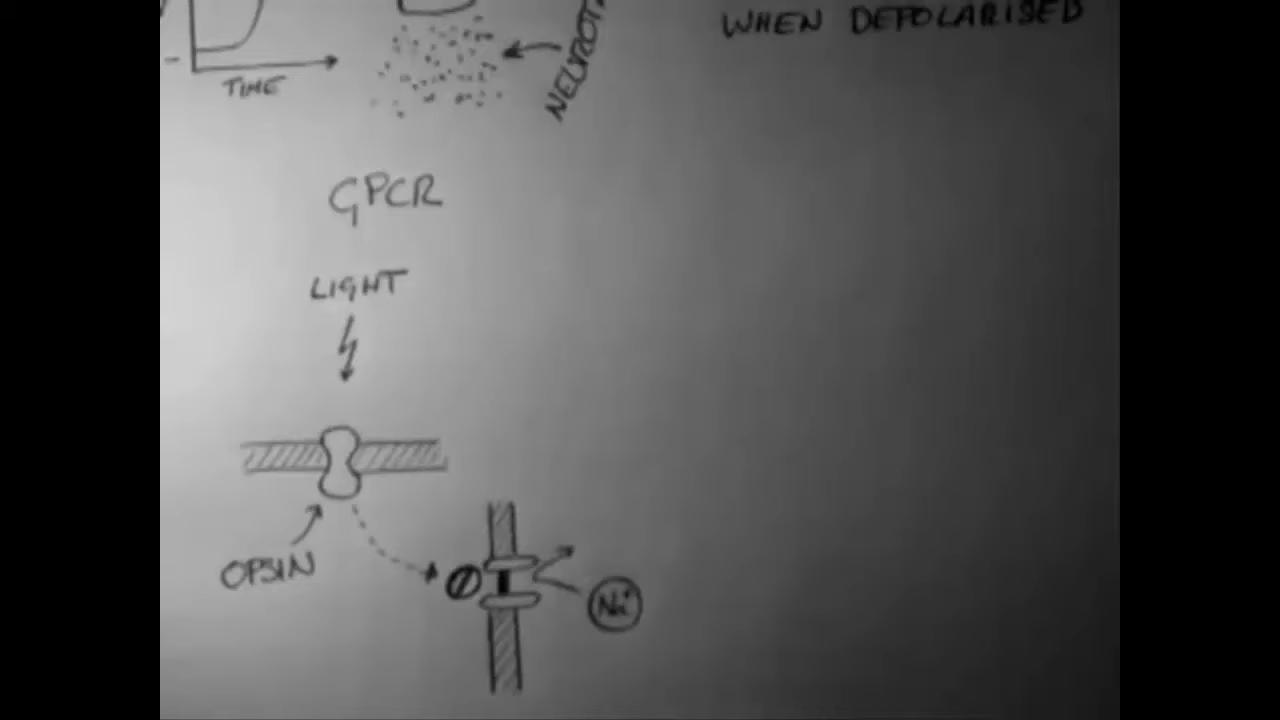 WHEN DEPOLARISED
TIME
GPCR
LIGHT
OPSIN
Na+